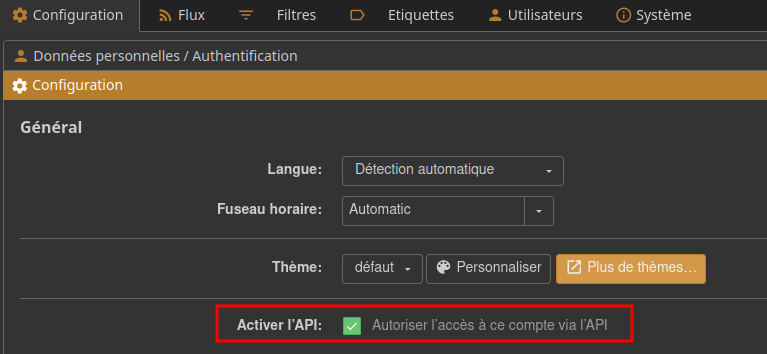 Configuration Flux Filtres Etiquettes Utilisateurs Système
Données personnelles / Authentification
Configuration
Général
Langue: Détection automatique
Fuseau horaire: Automatic
Thème: défaut Personnaliser Plus de thèmes…
Activer l’API: Autoriser l’accès à ce compte via l’API